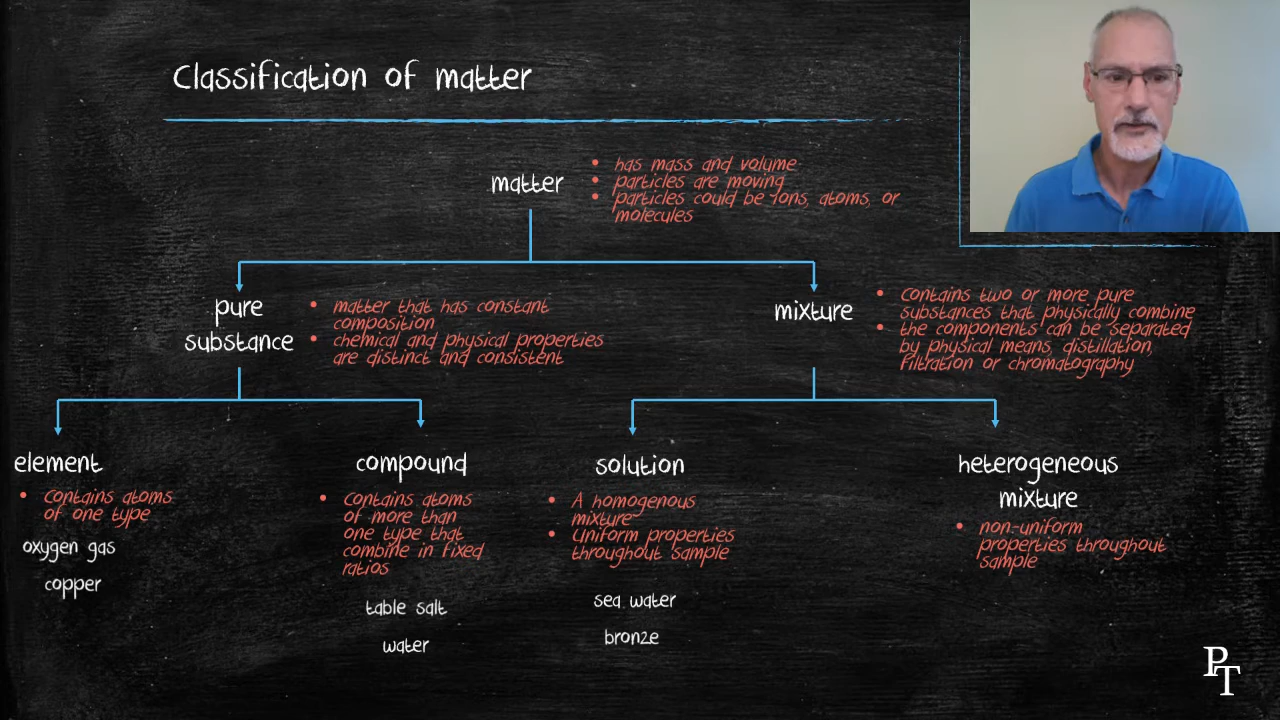 Classification of matter
matter
• has mass and volume
• particles are moving
• particles could be ions, atoms, or
molecules
pure
substance
• matter that has constant
composition
• chemical and physical properties
are distinct and consistent
mixture
• Contains two or more pure
substances that physically combine
• the components can be separated
by physical means, distillation,
filtration or chromatography
element
• Contains atoms
of one type
oxygen gas
copper
compound
• Contains atoms
of more than
one type that
combine in fixed
ratios
table salt
water
solution
• A homogenous
mixture
• Uniform properties
throughout sample
sea water
bronze
heterogeneous
mixture
• non-uniform
properties throughout
sample
PT